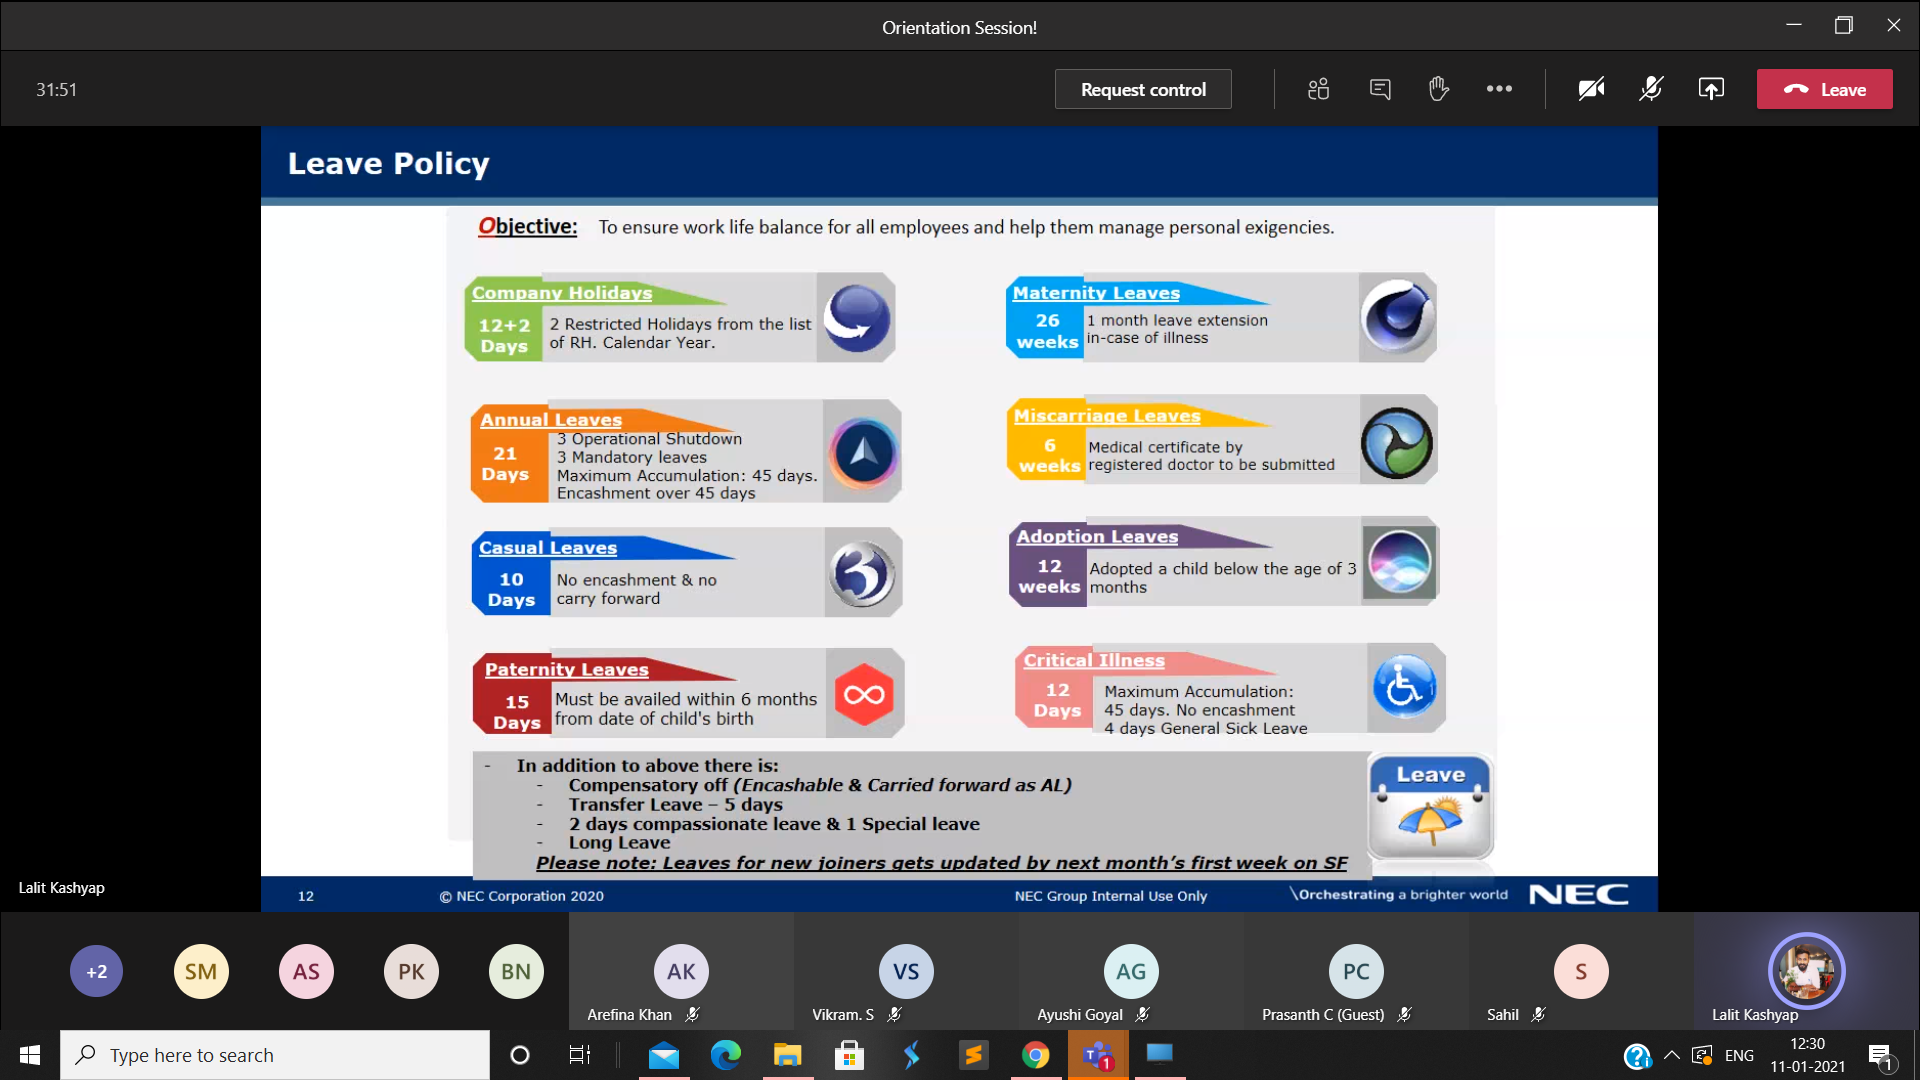 Orientation Session!
31:51
Request control
Leave
Leave Policy
Objective: To ensure work life balance for all employees and help them manage personal exigencies.
Company Holidays
12+2
Days
2 Restricted Holidays from the list
of RH. Calendar Year.
Maternity Leaves
26
weeks
1 month leave extension
in-case of illness
Annual Leaves
21
Days
3 Operational Shutdown
3 Mandatory leaves
Maximum Accumulation: 45 days.
Encashment over 45 days
Miscarriage Leaves
6
weeks
Medical certificate by
registered doctor to be submitted
Casual Leaves
10
Days
No encashment & no
carry forward
3
Adoption Leaves
12
weeks
Adopted a child below the age of 3
months
Paternity Leaves
15
Days
Must be availed within 6 months
from date of child's birth
Critical Illness
12
Days
Maximum Accumulation:
45 days. No encashment
4 days General Sick Leave
- In addition to above there is:
- Compensatory off (Encashable & Carried forward as AL)
- Transfer Leave – 5 days
- 2 days compassionate leave & 1 Special leave
- Long Leave
Please note: Leaves for new joiners gets updated by next month's first week on SF
Leave
Lalit Kashyap
12
© NEC Corporation 2020
NEC Group Internal Use Only
\Orchestrating a brighter world
NEC
+2
SM
AS
PK
BN
AK
VS
AG
PC
S
Arefina Khan
Vikram. S
Ayushi Goyal
Prasanth C (Guest)
Sahil
Lalit Kashyap
Type here to search
T
1
ENG
12:30
11-01-2021
1